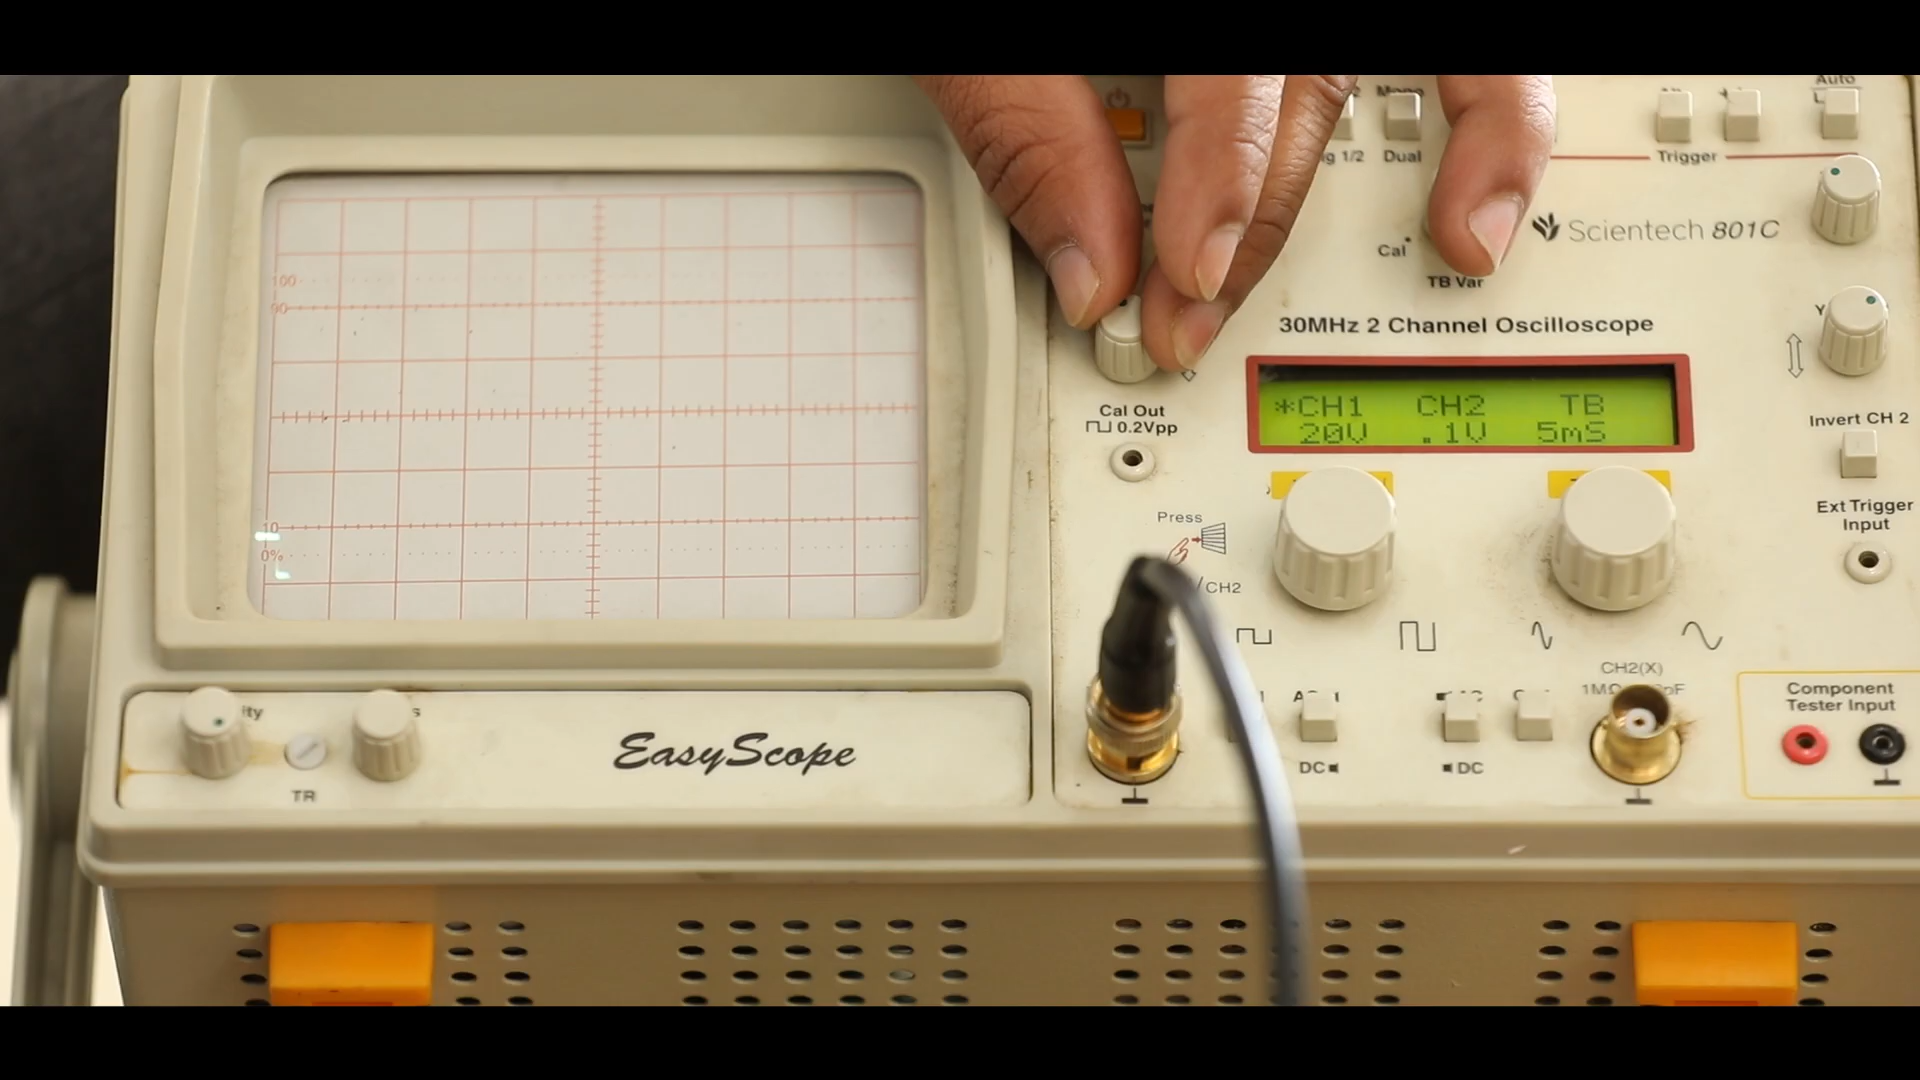 Auto
Mono
Dual
Trigger
Scientech 801C
Cal
TB Var
30MHz 2 Channel Oscilloscope
100
90
10
0%
*CH1 CH2 TB
20V .1V 5mS
Cal Out
0.2Vpp
Invert CH 2
Ext Trigger
Input
Press
/CH2
CH2(X)
Component
Tester Input
DC
DC
EasyScope
TR